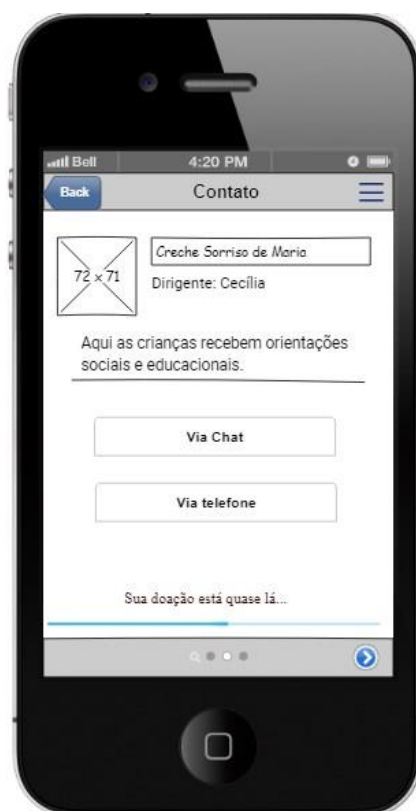 Bell 4:20 PM
Back Contato
Creche Sorriso de Maria
72 x 71
Dirigente: Cecília
Aqui as crianças recebem orientações
sociais e educacionais.
Via Chat
Via telefone
Sua doação está quase lá...